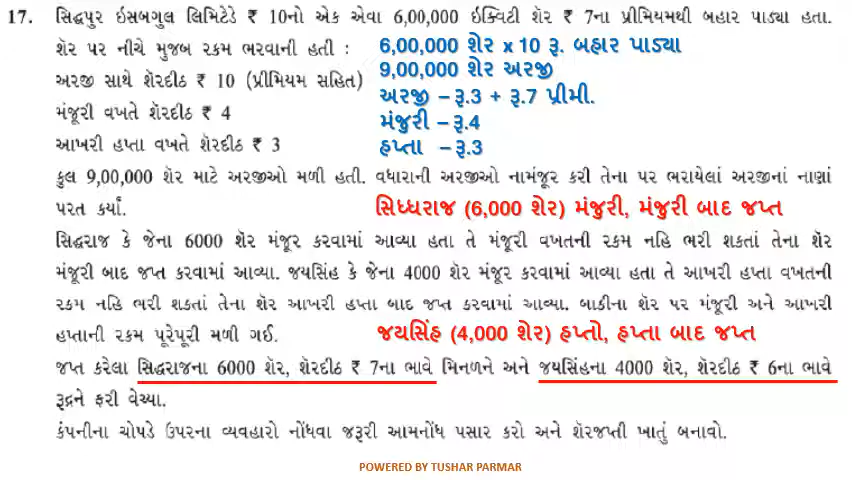 17. સિદ્ધપુર ઇસબગુલ લિમિટેડે ₹ 10નો એક એવા 6,00,000 ઇક્વિટી શૅર ₹ 7ના પ્રીમિયમથી બહાર પાડ્યા હતા.
શૅર પર નીચે મુજબ રકમ ભરવાની હતી :
6,00,000 શેર x 10 રૂ. બહાર પાડ્યા
9,00,000 શેર અરજી
અરજી સાથે શૅરદીઠ ₹ 10 (પ્રીમિયમ સહિત)
અરજી – રૂ.3 + રૂ.7 પ્રીમી.
મંજૂરી વખતે શૅરદીઠ ₹ 4
મંજુરી – રૂ.4
આખરી હપ્તા વખતે શૅરદીઠ ₹ 3
હપ્તા – રૂ.3
કુલ 9,00,000 શૅર માટે અરજીઓ મળી હતી. વધારાની અરજીઓ નામંજૂર કરી તેના પર ભરાયેલાં અરજીનાં નાણાં
પરત કર્યાં.
સિધ્ધરાજ (6,000 શેર) મંજુરી, મંજુરી બાદ જપ્ત
સિદ્ધરાજ કે જેના 6000 શૅર મંજૂર કરવામાં આવ્યા હતા તે મંજૂરી વખતની રકમ નહિ ભરી શકતાં તેના શૅર
મંજૂરી બાદ જપ્ત કરવામાં આવ્યા. જયસિંહ કે જેના 4000 શૅર મંજૂર કરવામાં આવ્યા હતા તે આખરી હપ્તા વખતની
રકમ નહિ ભરી શકતાં તેના શૅર આખરી હપ્તા બાદ જપ્ત કરવામાં આવ્યા. બાકીના શૅર પર મંજૂરી અને આખરી
હપ્તાની રકમ પૂરેપૂરી મળી ગઈ.
જયસિંહ (4,000 શેર) હપ્તો, હપ્તા બાદ જપ્ત
જપ્ત કરેલા સિદ્ધરાજના 6000 શૅર, શૅરદીઠ ₹ 7ના ભાવે મિનળને અને જયસિંહના 4000 શૅર, શૅરદીઠ ₹ 6ના ભાવે
રૂદ્રને ફરી વેચ્યા.
કંપનીના ચોપડે ઉપરના વ્યવહારો નોંધવા જરૂરી આમનોંધ પસાર કરો અને શૅરજપ્તી ખાતું બનાવો.
POWERED BY TUSHAR PARMAR